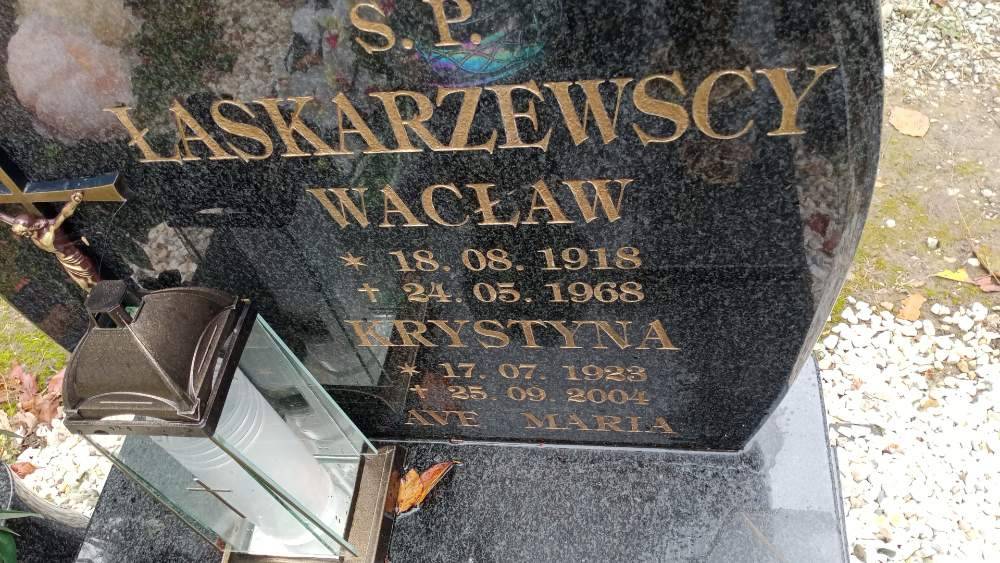 S. P.
ŁASKARZEWSCY
WACŁAW
* 18. 08. 1918
† 24. 05. 1968
KRYSTYNA
* 17. 07. 1923
† 25. 09. 2004
AVE MARIA